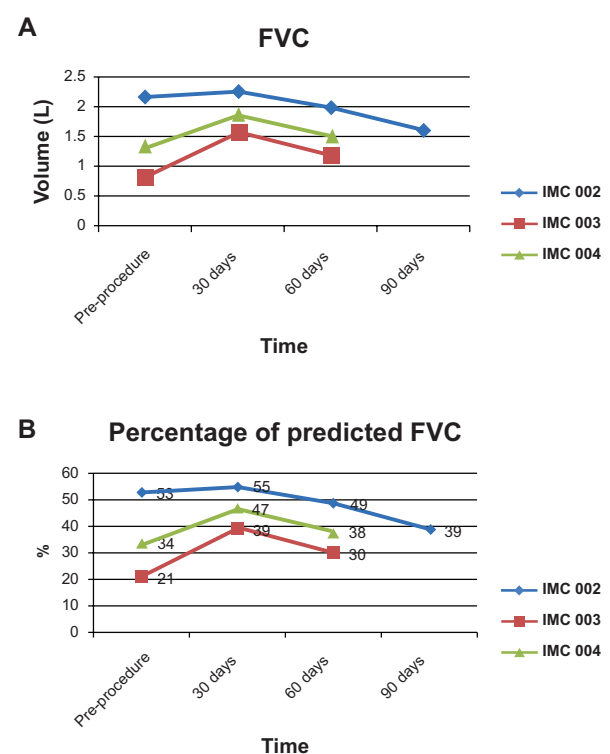 A
FVC
2.5
2
1.5
1
0.5
0
Volume (L)
Pre-procedure
30 days
60 days
90 days
Time
IMC 002
IMC 003
IMC 004
B
Percentage of predicted FVC
60
50
40
30
20
10
0
%
53
55
49
39
34
47
38
21
39
30
Pre-procedure
30 days
60 days
90 days
Time
IMC 002
IMC 003
IMC 004